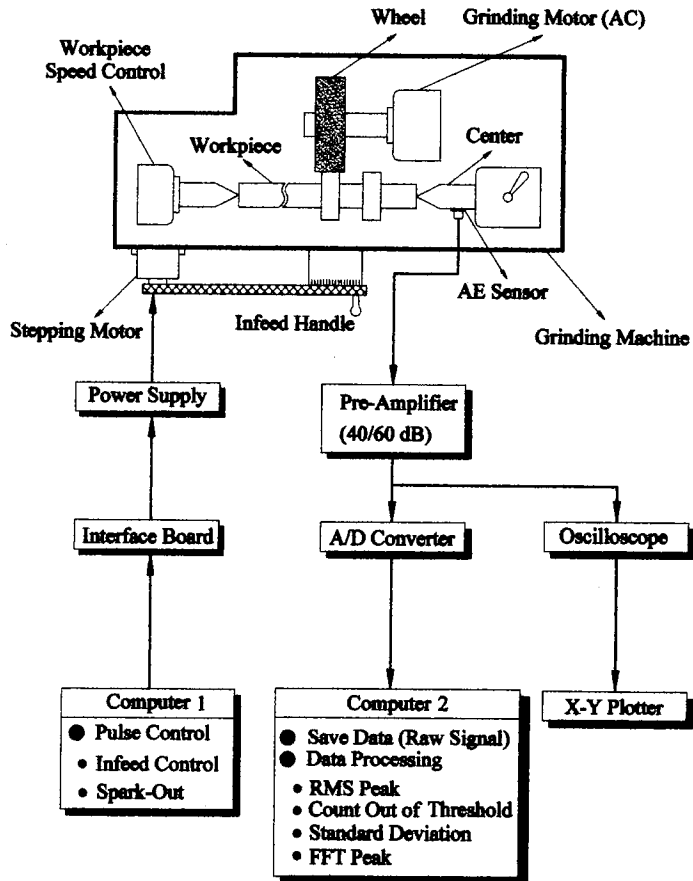 Wheel
Grinding Motor (AC)
Workpiece
Speed Control
Workpiece
Center
AE Sensor
Stepping Motor
Infeed Handle
Grinding Machine
Power Supply
Pre-Amplifier
(40/60 dB)
Interface Board
A/D Converter
Oscilloscope
Computer 1
● Pulse Control
• Infeed Control
• Spark-Out
Computer 2
● Save Data (Raw Signal)
● Data Processing
• RMS Peak
• Count Out of Threshold
• Standard Deviation
• FFT Peak
X-Y Plotter